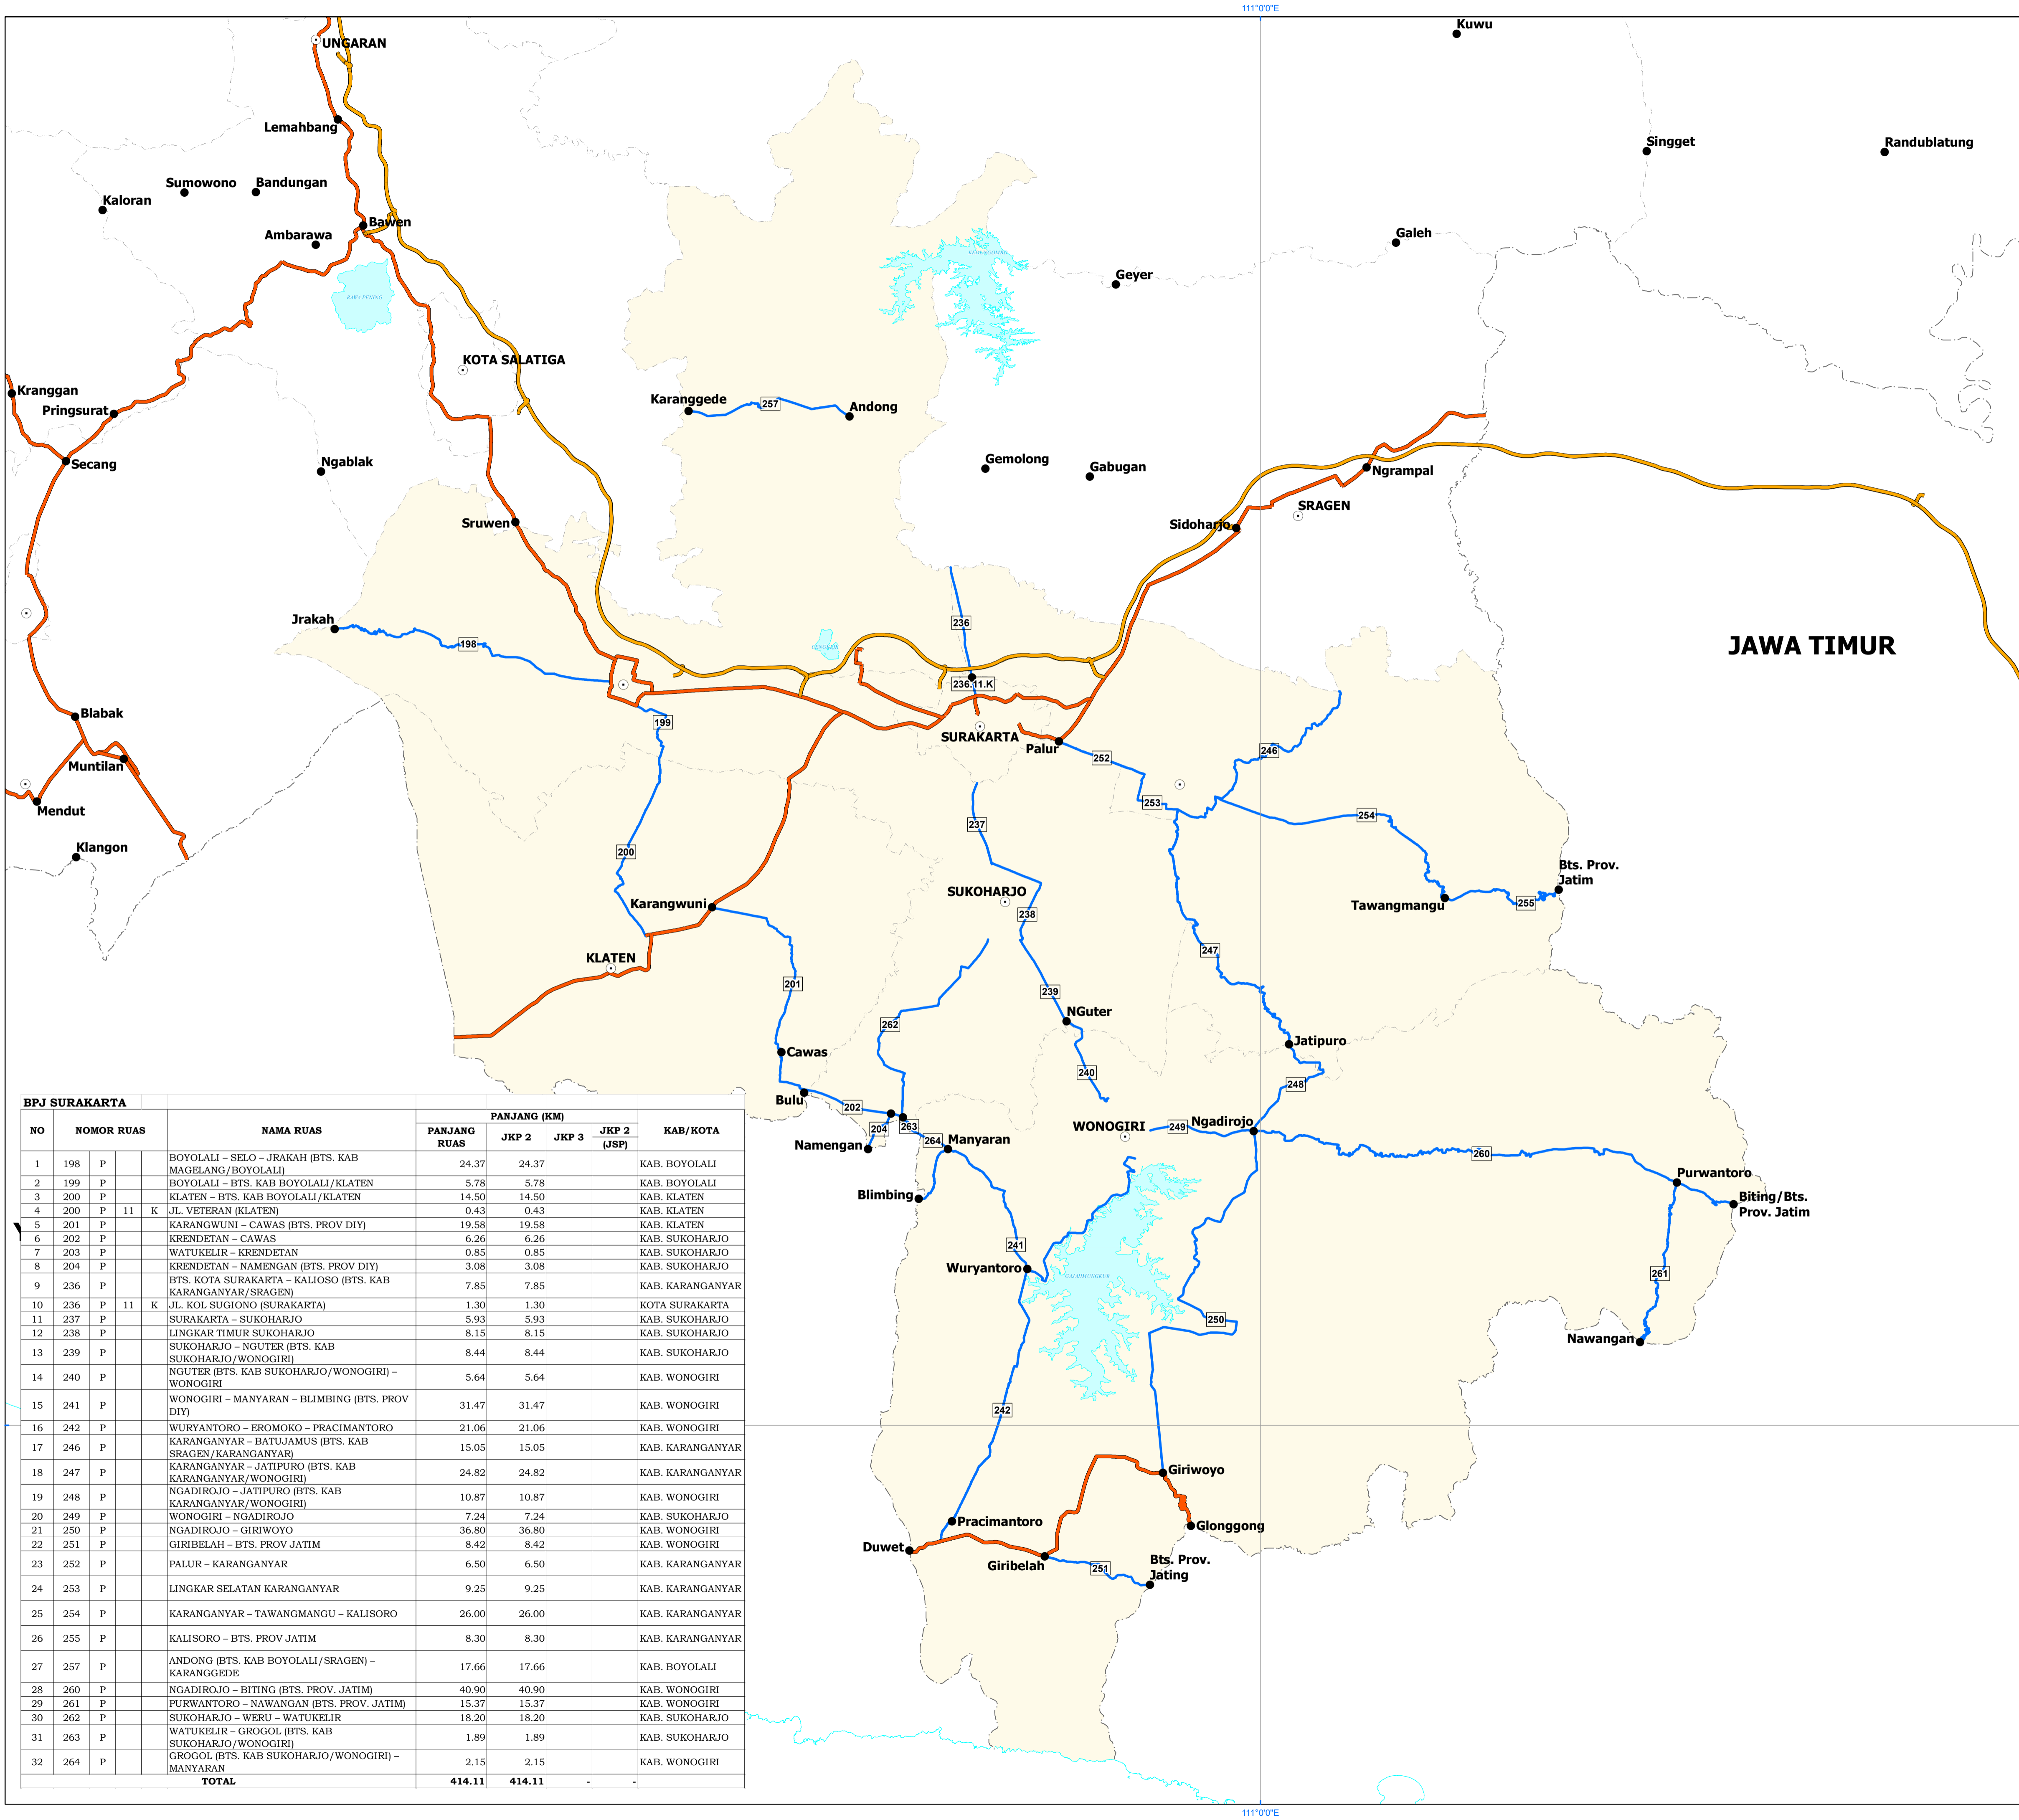 111°0'0"E
Kuwu
UNGARAN
Lemahbang
Singget
Randublatung
Sumowono
Bandungan
Kaloran
Bawen
Ambarawa
Galeh
KEDUNGOMBO
Geyer
RAWA PENING
KOTA SALATIGA
Kranggan
Karanggede
257
Andong
Pringsurat
Secang
Ngablak
Gemolong
Gabugan
Ngrampal
SRAGEN
Sidoharjo
Sruwen
Jrakah
236
198
JAWA TIMUR
236.11.K
Blabak
199
SURAKARTA
Palur
246
252
Muntilan
253
Mendut
254
237
Klangon
200
Bts. Prov.
Jatim
SUKOHARJO
Karangwuni
238
Tawangmangu
255
KLATEN
247
201
239
NGuter
262
Jatipuro
Cawas
240
248
Bulu
202
263
WONOGIRI
249
Ngadirojo
204
264
Manyaran
Namengan
260
Purwantoro
Blimbing
Biting/Bts.
Prov. Jatim
Y
241
Wuryantoro
GAJAHMUNGKUR
261
250
Nawangan
242
Giriwoyo
Pracimantoro
Glonggong
Duwet
Giribelah
Bts. Prov.
Jating
251
BPJ SURAKARTA
NO NOMOR RUAS NAMA RUAS PANJANG (KM) KAB/KOTA
PANJANG RUAS JKP 2 JKP 3 JKP 2 (JSP)
1 198 P BOYOLALI – SELO – JRAKAH (BTS. KAB MAGELANG/BOYOLALI) 24.37 24.37 KAB. BOYOLALI
2 199 P BOYOLALI – BTS. KAB BOYOLALI/KLATEN 5.78 5.78 KAB. BOYOLALI
3 200 P KLATEN – BTS. KAB BOYOLALI/KLATEN 14.50 14.50 KAB. KLATEN
4 200 P 11 K JL. VETERAN (KLATEN) 0.43 0.43 KAB. KLATEN
5 201 P KARANGWUNI – CAWAS (BTS. PROV DIY) 19.58 19.58 KAB. KLATEN
6 202 P KRENDETAN – CAWAS 6.26 6.26 KAB. SUKOHARJO
7 203 P WATUKELIR – KRENDETAN 0.85 0.85 KAB. SUKOHARJO
8 204 P KRENDETAN – NAMENGAN (BTS. PROV DIY) 3.08 3.08 KAB. SUKOHARJO
9 236 P BTS. KOTA SURAKARTA – KALIOSO (BTS. KAB KARANGANYAR/SRAGEN) 7.85 7.85 KAB. KARANGANYAR
10 236 P 11 K JL. KOL SUGIONO (SURAKARTA) 1.30 1.30 KOTA SURAKARTA
11 237 P SURAKARTA – SUKOHARJO 5.93 5.93 KAB. SUKOHARJO
12 238 P LINGKAR TIMUR SUKOHARJO 8.15 8.15 KAB. SUKOHARJO
13 239 P SUKOHARJO – NGUTER (BTS. KAB SUKOHARJO/WONOGIRI) 8.44 8.44 KAB. SUKOHARJO
14 240 P NGUTER (BTS. KAB SUKOHARJO/WONOGIRI) – WONOGIRI 5.64 5.64 KAB. WONOGIRI
15 241 P WONOGIRI – MANYARAN – BLIMBING (BTS. PROV DIY) 31.47 31.47 KAB. WONOGIRI
16 242 P WURYANTORO – EROMOKO – PRACIMANTORO 21.06 21.06 KAB. WONOGIRI
17 246 P KARANGANYAR – BATUJAMUS (BTS. KAB SRAGEN/KARANGANYAR) 15.05 15.05 KAB. KARANGANYAR
18 247 P KARANGANYAR – JATIPURO (BTS. KAB KARANGANYAR/WONOGIRI) 24.82 24.82 KAB. KARANGANYAR
19 248 P NGADIROJO – JATIPURO (BTS. KAB KARANGANYAR/WONOGIRI) 10.87 10.87 KAB. WONOGIRI
20 249 P WONOGIRI – NGADIROJO 7.24 7.24 KAB. SUKOHARJO
21 250 P NGADIROJO – GIRIWOYO 36.80 36.80 KAB. WONOGIRI
22 251 P GIRIBELAH – BTS. PROV JATIM 8.42 8.42 KAB. WONOGIRI
23 252 P PALUR – KARANGANYAR 6.50 6.50 KAB. KARANGANYAR
24 253 P LINGKAR SELATAN KARANGANYAR 9.25 9.25 KAB. KARANGANYAR
25 254 P KARANGANYAR – TAWANGMANGU – KALISORO 26.00 26.00 KAB. KARANGANYAR
26 255 P KALISORO – BTS. PROV JATIM 8.30 8.30 KAB. KARANGANYAR
27 257 P ANDONG (BTS. KAB BOYOLALI/SRAGEN) – KARANGGEDE 17.66 17.66 KAB. BOYOLALI
28 260 P NGADIROJO – BITING (BTS. PROV. JATIM) 40.90 40.90 KAB. WONOGIRI
29 261 P PURWANTORO – NAWANGAN (BTS. PROV. JATIM) 15.37 15.37 KAB. WONOGIRI
30 262 P SUKOHARJO – WERU – WATUKELIR 18.20 18.20 KAB. SUKOHARJO
31 263 P WATUKELIR – GROGOL (BTS. KAB SUKOHARJO/WONOGIRI) 1.89 1.89 KAB. SUKOHARJO
32 264 P GROGOL (BTS. KAB SUKOHARJO/WONOGIRI) – MANYARAN 2.15 2.15 KAB. WONOGIRI
TOTAL 414.11 414.11 - -
111°0'0"E